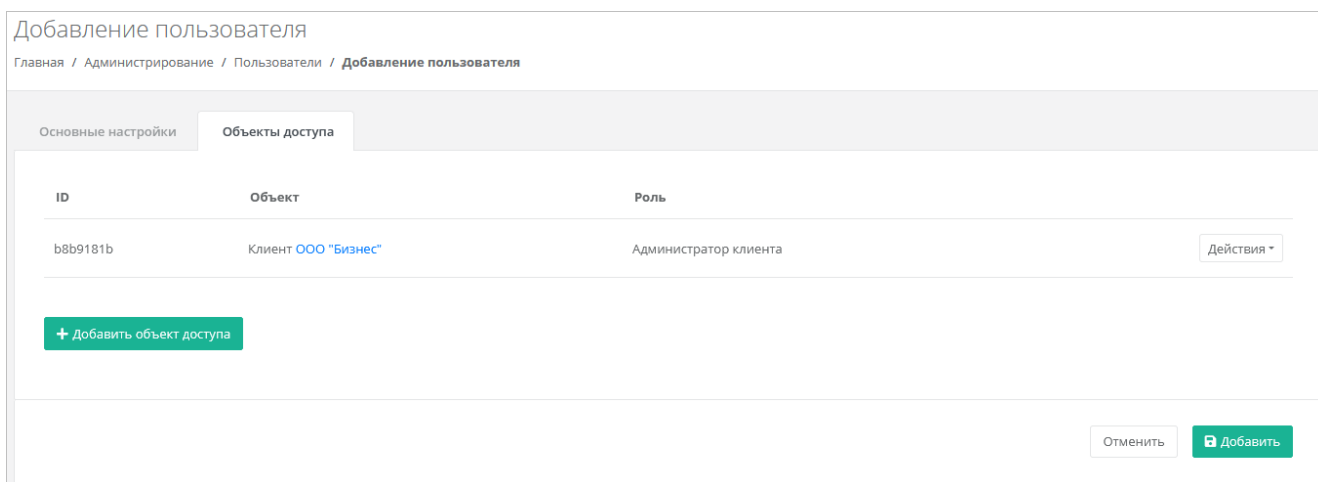 Добавление пользователя
Главная / Администрирование / Пользователи / Добавление пользователя
Основные настройки Объекты доступа
ID Объект Роль
b8b9181b Клиент ООО "Бизнес" Администратор клиента Действия
Добавить объект доступа
Отменить Добавить